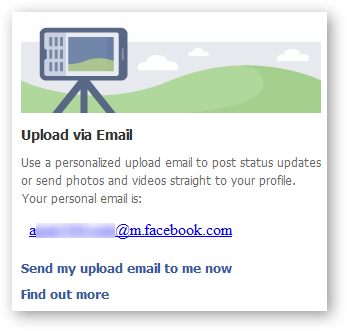 Upload via Email
Use a personalized upload email to post status updates
or send photos and videos straight to your profile.
Your personal email is:
@m.facebook.com
Send my upload email to me now
Find out more